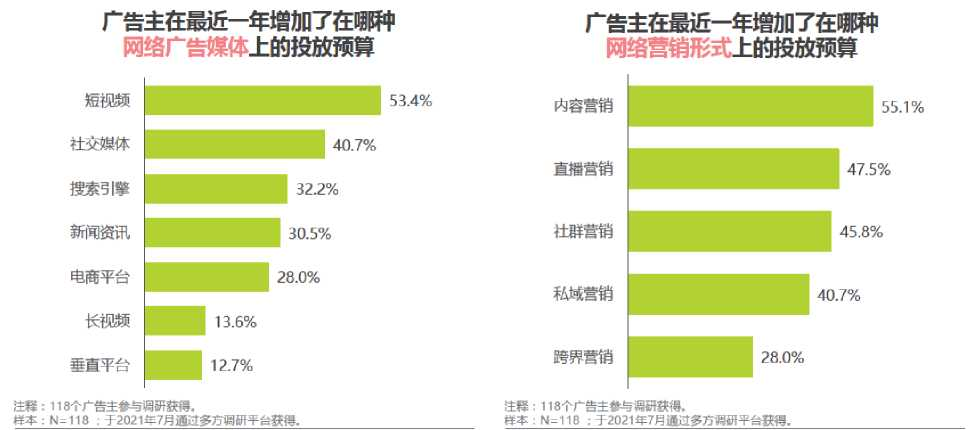 广告主在最近一年增加了在哪种
网络广告媒体上的投放预算
短视频 53.4%
社交媒体 40.7%
搜索引擎 32.2%
新闻资讯 30.5%
电商平台 28.0%
长视频 13.6%
垂直平台 12.7%
注释：118个广告主参与调研获得。
样本：N=118 ；于2021年7月通过多方调研平台获得。
广告主在最近一年增加了在哪种
网络营销形式上的投放预算
内容营销 55.1%
直播营销 47.5%
社群营销 45.8%
私域营销 40.7%
跨界营销 28.0%
注释：118个广告主参与调研获得。
样本：N=118 ；于2021年7月通过多方调研平台获得。